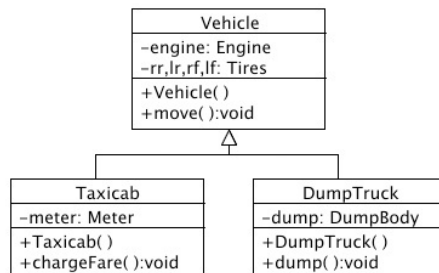 Vehicle
-engine: Engine
-rr,lr,rf,lf: Tires
+Vehicle( )
+move( ):void
Taxicab
-meter: Meter
+Taxicab( )
+chargeFare( ):void
DumpTruck
-dump: DumpBody
+DumpTruck( )
+dump( ):void